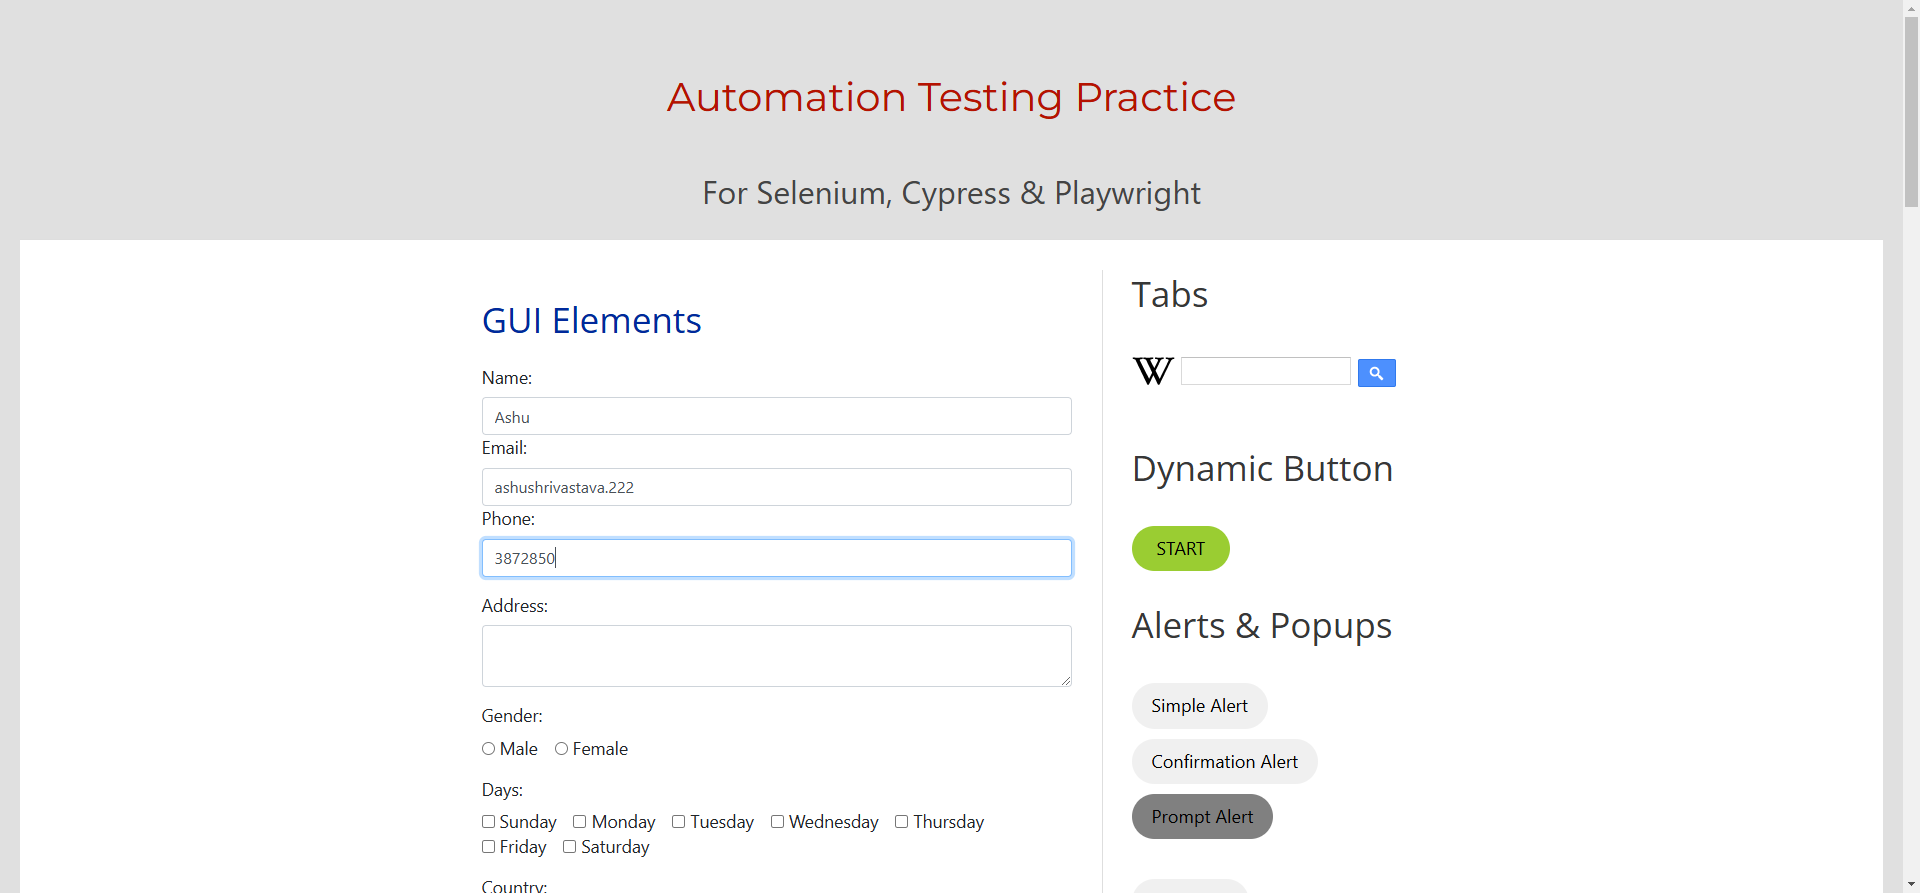 Automation Testing Practice
For Selenium, Cypress & Playwright
GUI Elements
Name:
Ashu
Email:
ashushrivastava.222
Phone:
3872850
Address:
Gender:
Male Female
Days:
Sunday Monday Tuesday Wednesday Thursday
Friday Saturday
Country:
Tabs
W
Dynamic Button
START
Alerts & Popups
Simple Alert
Confirmation Alert
Prompt Alert